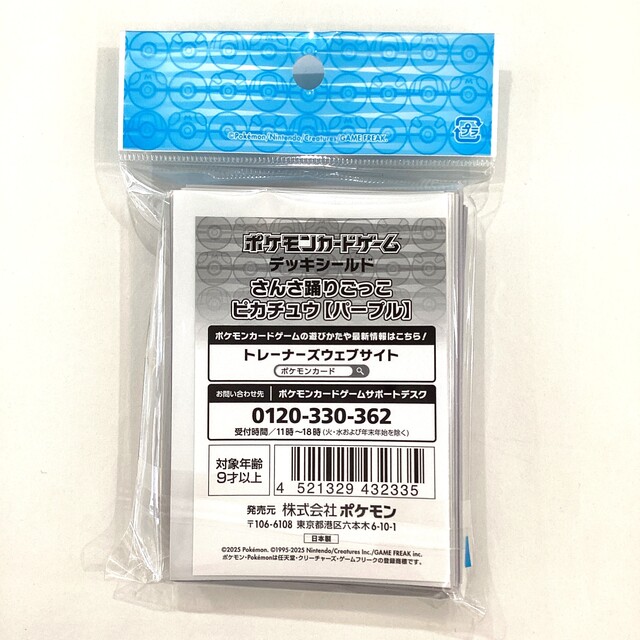 ©Pokémon/Nintendo/Creatures/GAME FREAK
プラ
ポケモンカードゲーム
デッキシールド
さんさ踊りごっこ
ピカチュウ【パープル】
ポケモンカードゲームの遊びかたや最新情報はこちら!
トレーナーズウェブサイト
ポケモンカード
お問い合わせ先 ポケモンカードゲームサポートデスク
0120-330-362
受付時間/11時~18時(火・水および年末年始を除く)
対象年齢
9才以上
4 521329 432335
発売元 株式会社ポケモン
〒106-6108 東京都港区六本木6-10-1
日本製
©2025 Pokémon. ©1995-2025 Nintendo/Creatures Inc./GAME FREAK inc.
ポケモン・Pokémonは任天堂・クリーチャーズ・ゲームフリークの登録商標です。